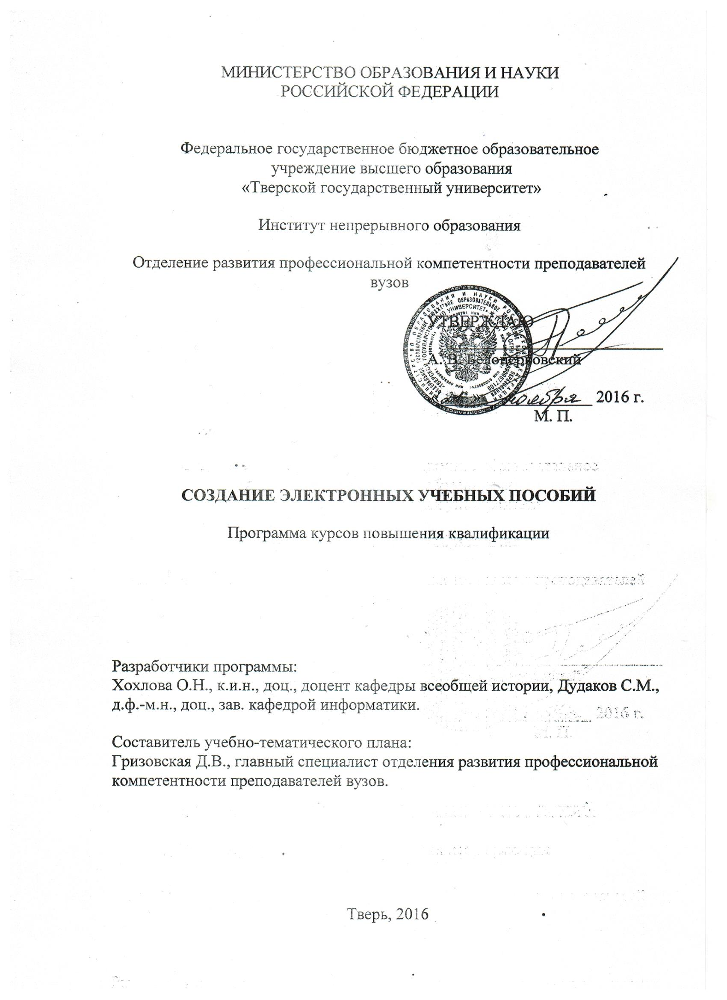 МИНИСТЕРСТВО ОБРАЗОВАНИЯ И НАУКИ
РОССИЙСКОЙ ФЕДЕРАЦИИ
Федеральное государственное бюджетное образовательное
учреждение высшего образования
«Тверской государственный университет»
Институт непрерывного образования
Отделение развития профессиональной компетентности преподавателей
вузов
УТВЕРЖДАЮ
А. В. Белоцерковский
ноября 2016 г.
М. П.
СОЗДАНИЕ ЭЛЕКТРОННЫХ УЧЕБНЫХ ПОСОБИЙ
Программа курсов повышения квалификации
Разработчики программы:
Хохлова О.Н., к.и.н., доц., доцент кафедры всеобщей истории, Дудаков С.М.,
д.ф.-м.н., доц., зав. кафедрой информатики.
2016 г.
Составитель учебно-тематического плана:
Гризовская Д.В., главный специалист отделения развития профессиональной
компетентности преподавателей вузов.
Тверь, 2016